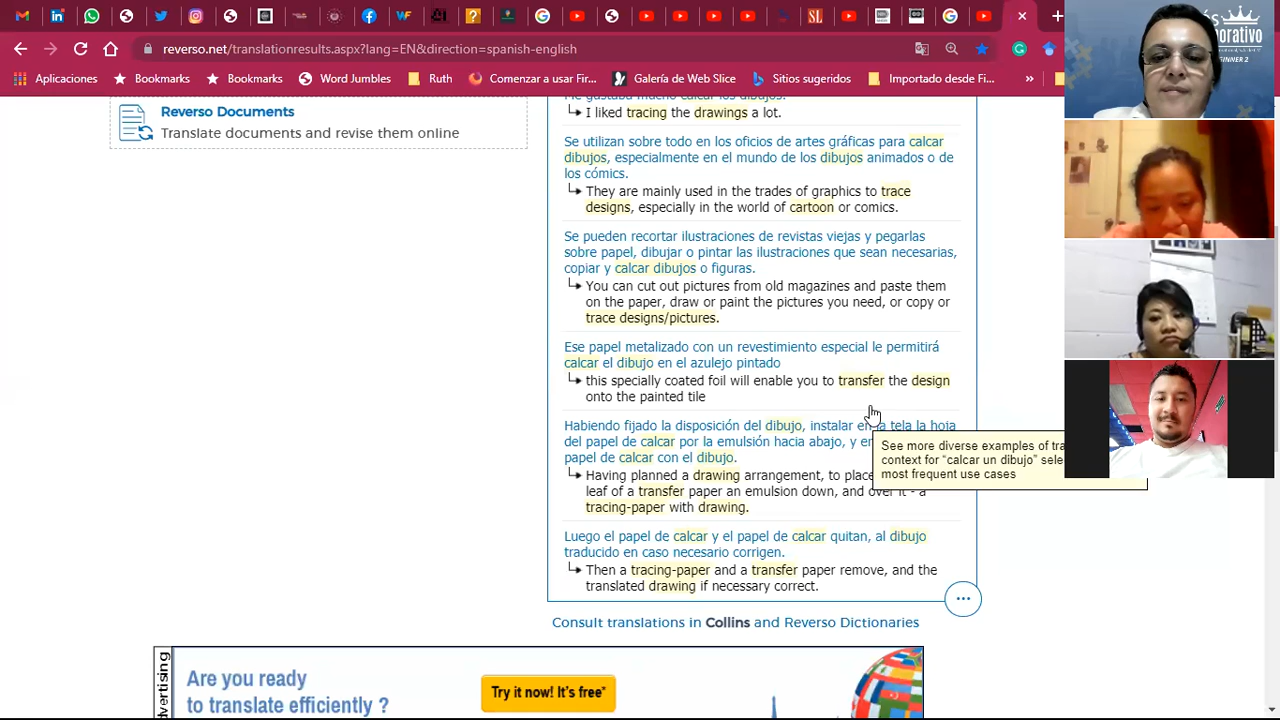 reverso.net/translationresults.aspx?lang=EN&direction=spanish-english
Aplicaciones
Bookmarks
Bookmarks
Word Jumbles
Ruth
Comenzar a usar Fir...
Galería de Web Slice
Sitios sugeridos
Importado desde Fi...
»
orporativo
GINNER 2
Reverso Documents
Translate documents and revise them online
Me gustaba mucho calcar los dibujos.
I liked tracing the drawings a lot.
Se utilizan sobre todo en los oficios de artes gráficas para calcar
dibujos, especialmente en el mundo de los dibujos animados o de
los cómics.
They are mainly used in the trades of graphics to trace
designs, especially in the world of cartoon or comics.
Se pueden recortar ilustraciones de revistas viejas y pegarlas
sobre papel, dibujar o pintar las ilustraciones que sean necesarias,
copiar y calcar dibujos o figuras.
You can cut out pictures from old magazines and paste them
on the paper, draw or paint the pictures you need, or copy or
trace designs/pictures.
Ese papel metalizado con un revestimiento especial le permitirá
calcar el dibujo en el azulejo pintado
this specially coated foil will enable you to transfer the design
onto the painted tile
Habiendo fijado la disposición del dibujo, instalar en la tela la hoja
del papel de calcar por la emulsión hacia abajo, y en
papel de calcar con el dibujo.
Having planned a drawing arrangement, to place
leaf of a transfer paper an emulsion down, and over it - a
tracing-paper with drawing.
See more diverse examples of tra
context for "calcar un dibujo" sele
most frequent use cases
Luego el papel de calcar y el papel de calcar quitan, al dibujo
traducido en caso necesario corrigen.
Then a tracing-paper and a transfer paper remove, and the
translated drawing if necessary correct.
Consult translations in Collins and Reverso Dictionaries
vertising
Are you ready
to translate efficiently ?
Try it now! It's free*